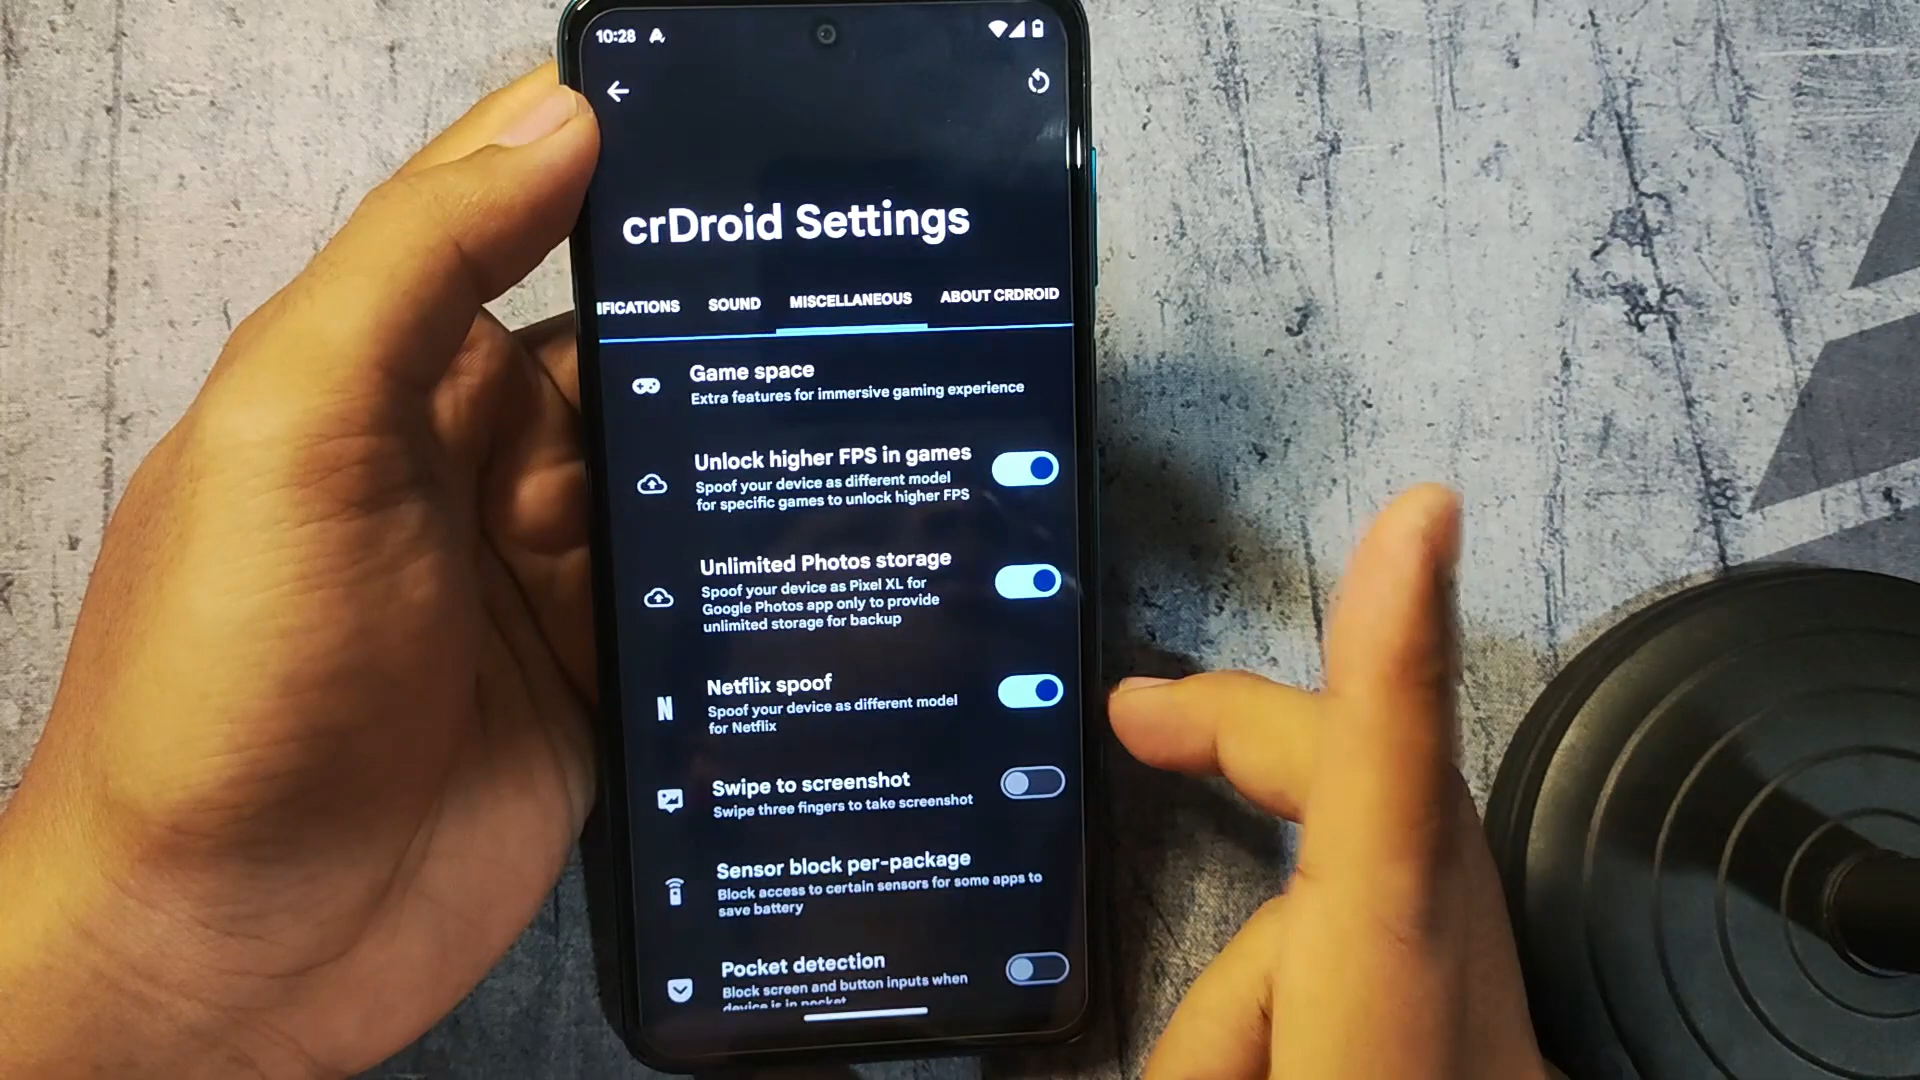 10:28
crDroid Settings
IFICATIONS SOUND MISCELLANEOUS ABOUT CRDROID
Game space
Extra features for immersive gaming experience
Unlock higher FPS in games
Spoof your device as different model
for specific games to unlock higher FPS
Unlimited Photos storage
Spoof your device as Pixel XL for
Google Photos app only to provide
unlimited storage for backup
Netflix spoof
Spoof your device as different model
for Netflix
Swipe to screenshot
Swipe three fingers to take screenshot
Sensor block per-package
Block access to certain sensors for some apps to
save battery
Pocket detection
Block screen and button inputs when
device is in pocket